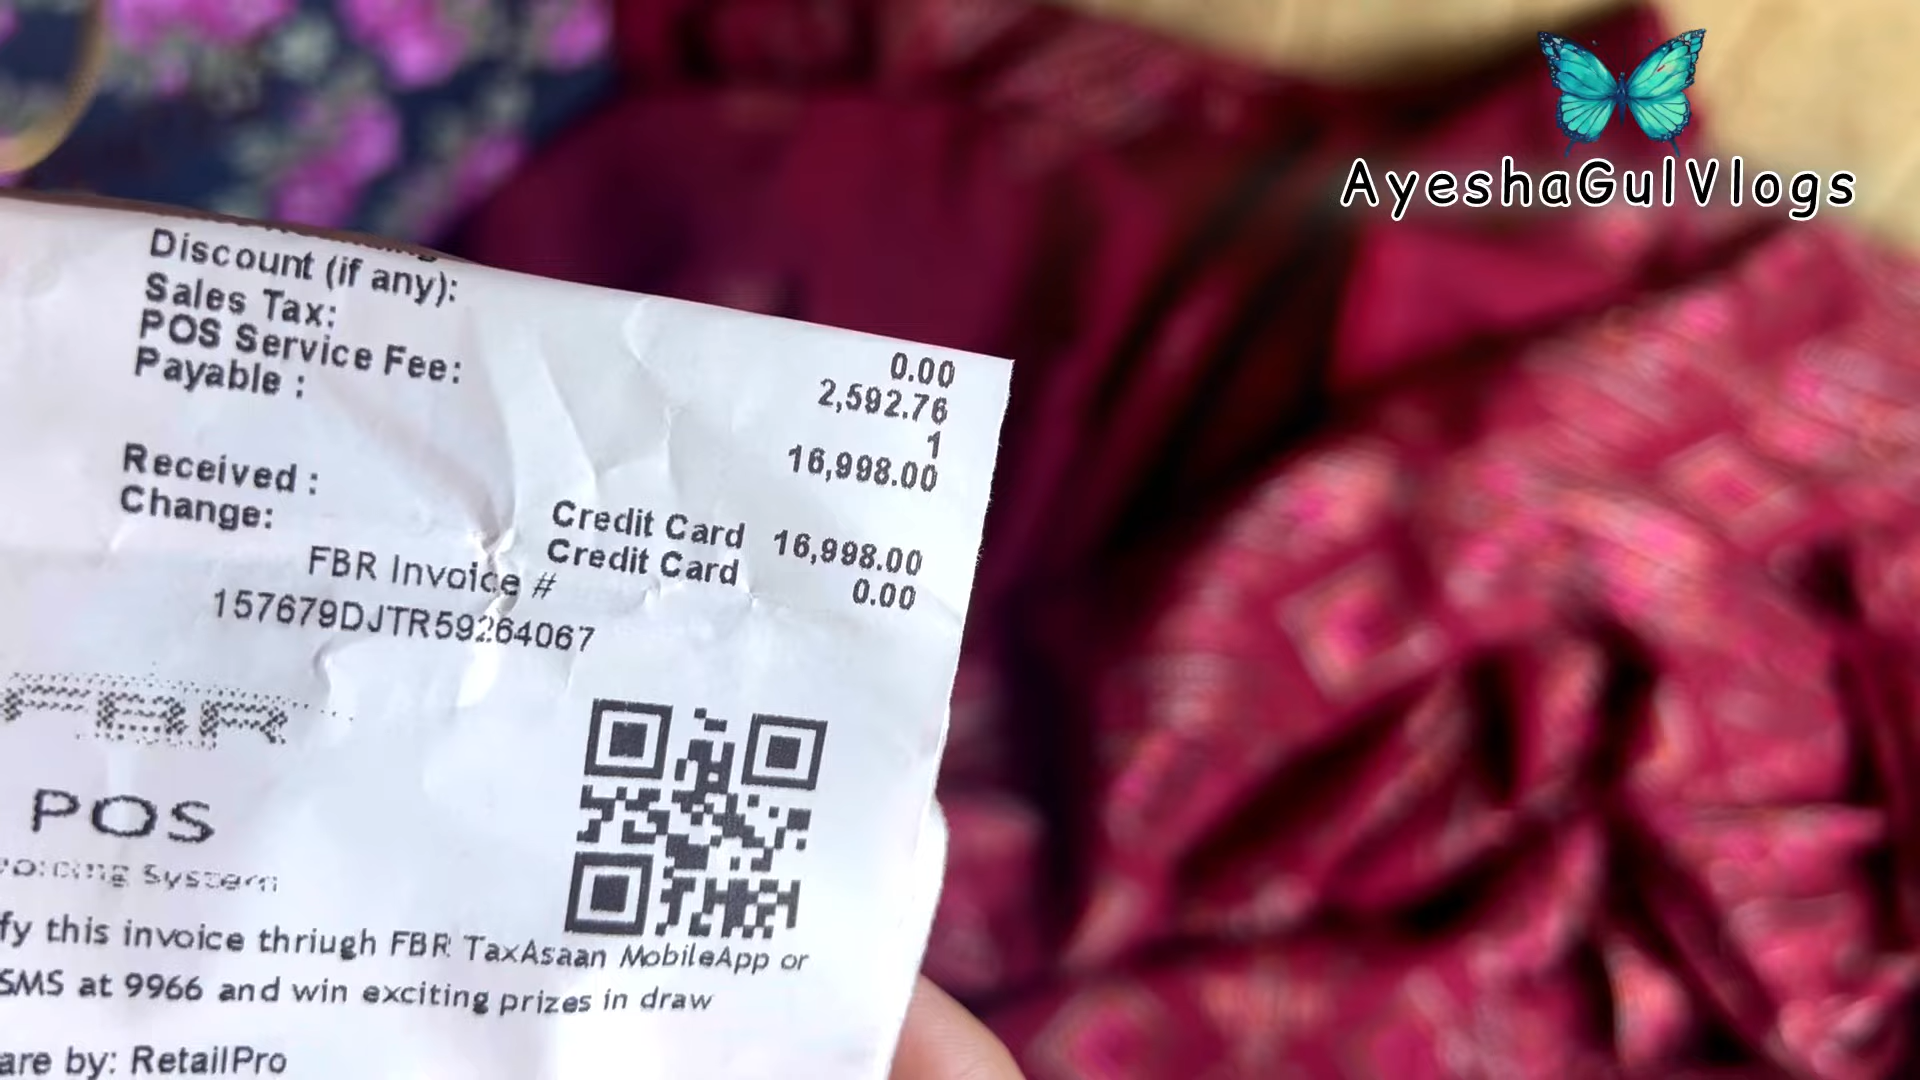 AyeshaGulVlogs
Discount (if any): 0.00
Sales Tax: 2,592.76
POS Service Fee: 1
Payable : 16,998.00
Received : Credit Card 16,998.00
Change: Credit Card 0.00
FBR Invoice #
157679DJTR59264067
FBR
POS
System
fy this invoice thriugh FBR TaxAsaan MobileApp or
SMS at 9966 and win exciting prizes in draw
are by: RetailPro